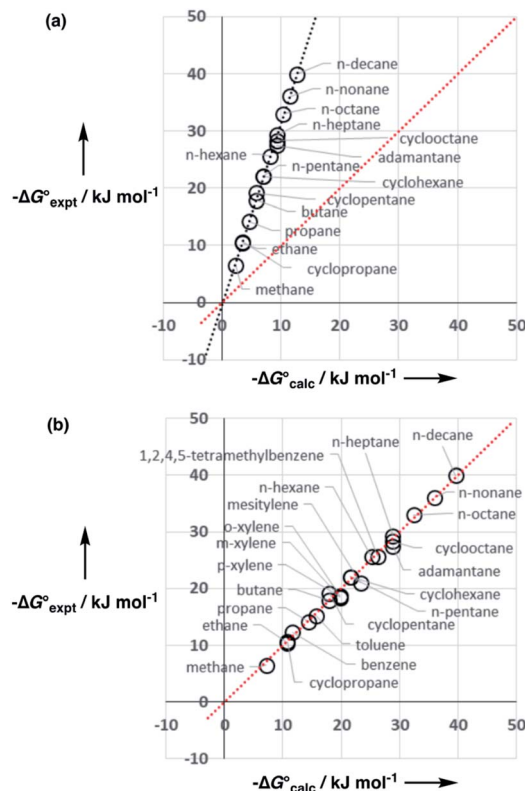 (a)
50
n-decane
40
n-nonane
n-octane
30
n-heptane
cyclooctane
n-hexane
adamantane
n-pentane
-ΔG°expt / kJ mol-1
20
cyclohexane
cyclopentane
butane
propane
10
ethane
cyclopropane
methane
0
-10
0
10
20
30
40
50
-10
-ΔG°calc / kJ mol-1
(b)
50
n-heptane
n-decane
1,2,4,5-tetramethylbenzene
40
n-hexane
n-nonane
mesitylene
n-octane
o-xylene
30
cyclooctane
m-xylene
adamantane
p-xylene
-ΔG°expt / kJ mol-1
20
cyclohexane
butane
n-pentane
propane
cyclopentane
ethane
10
toluene
methane
benzene
cyclopropane
0
-10
0
10
20
30
40
50
-10
-ΔG°calc / kJ mol-1